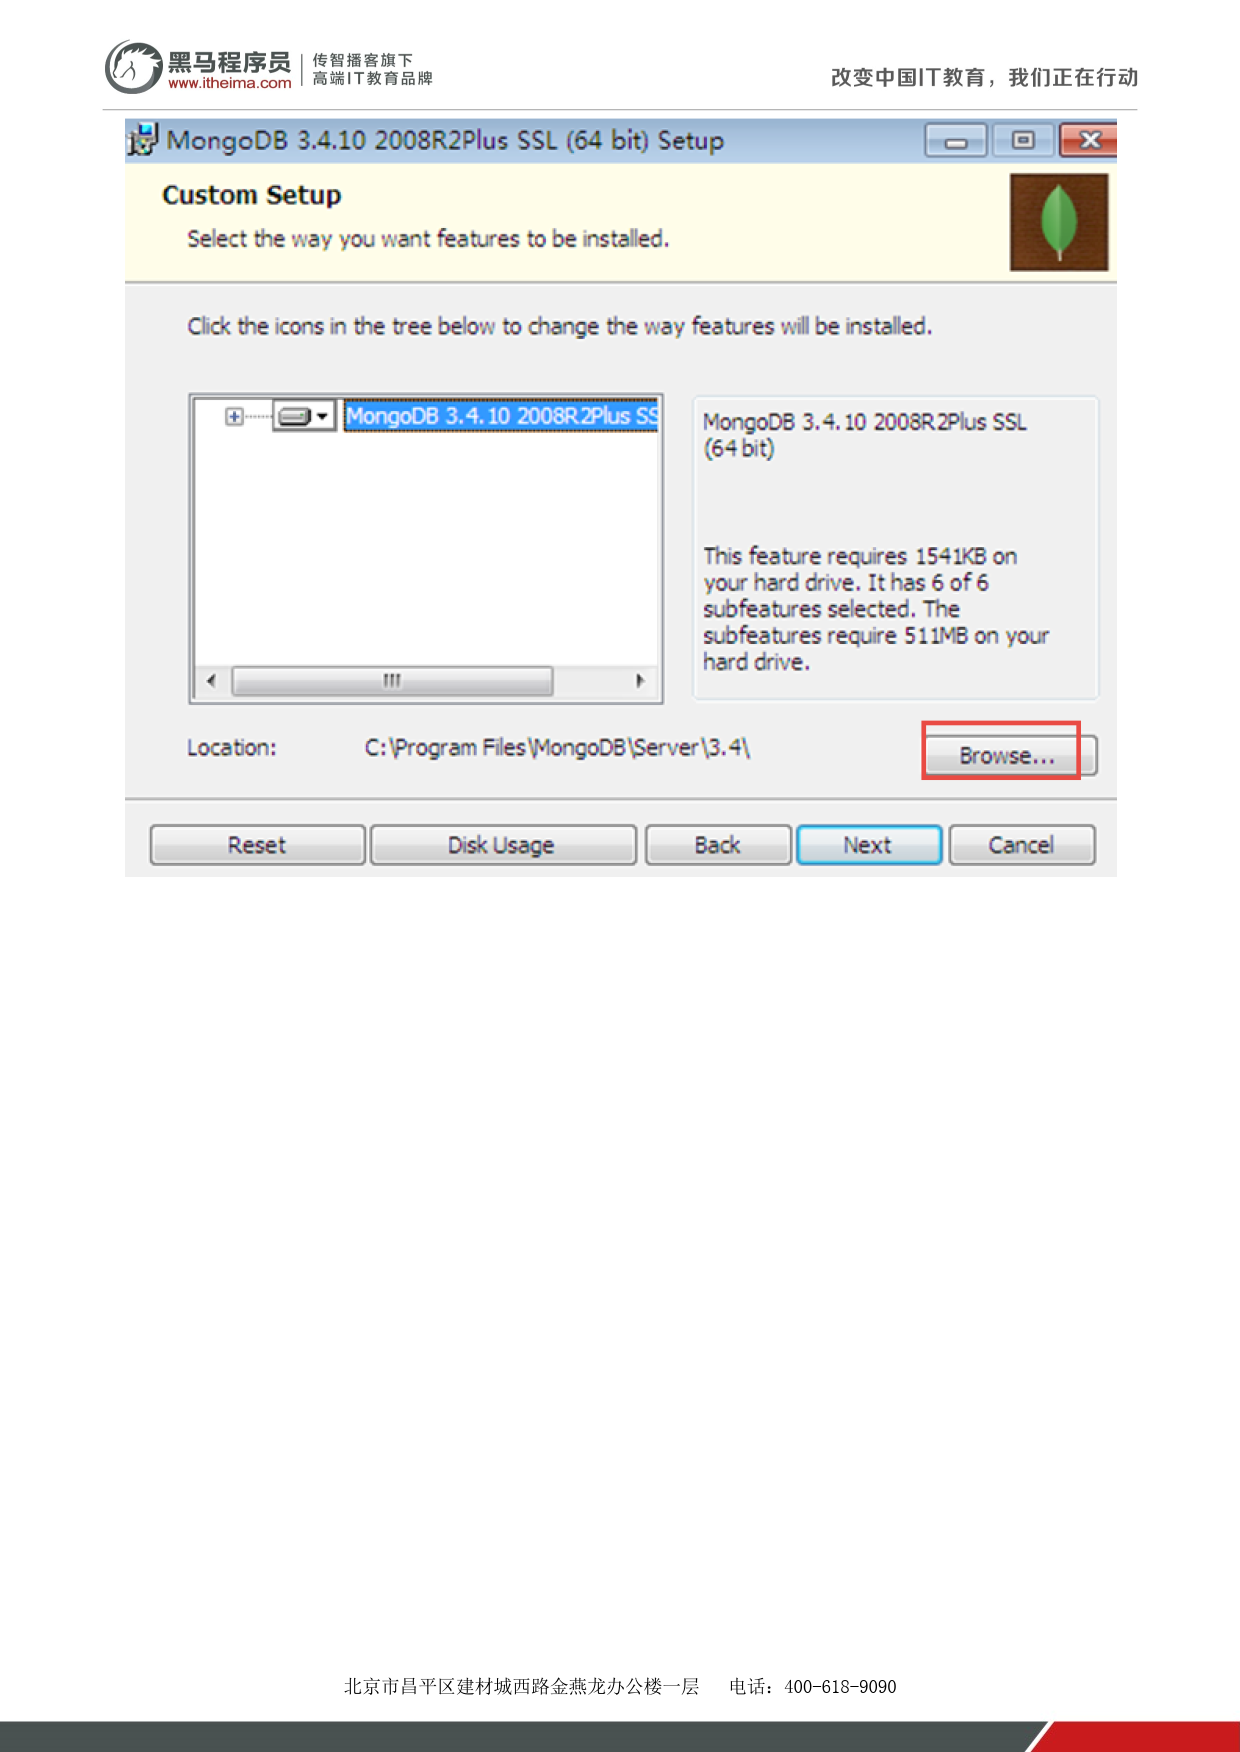 黑马程序员
www.itheima.com
传智播客旗下
高端IT教育品牌
改变中国IT教育，我们正在行动
MongoDB 3.4.10 2008R2Plus SSL (64 bit) Setup
Custom Setup
Select the way you want features to be installed.
Click the icons in the tree below to change the way features will be installed.
MongoDB 3.4.10 2008R2Plus SS
MongoDB 3.4.10 2008R2Plus SSL
(64 bit)
This feature requires 1541KB on
your hard drive. It has 6 of 6
subfeatures selected. The
subfeatures require 511MB on your
hard drive.
Location: C:\Program Files\MongoDB\Server\3.4\
Browse...
Reset Disk Usage Back Next Cancel
北京市昌平区建材城西路金燕龙办公楼一层 电话：400-618-9090